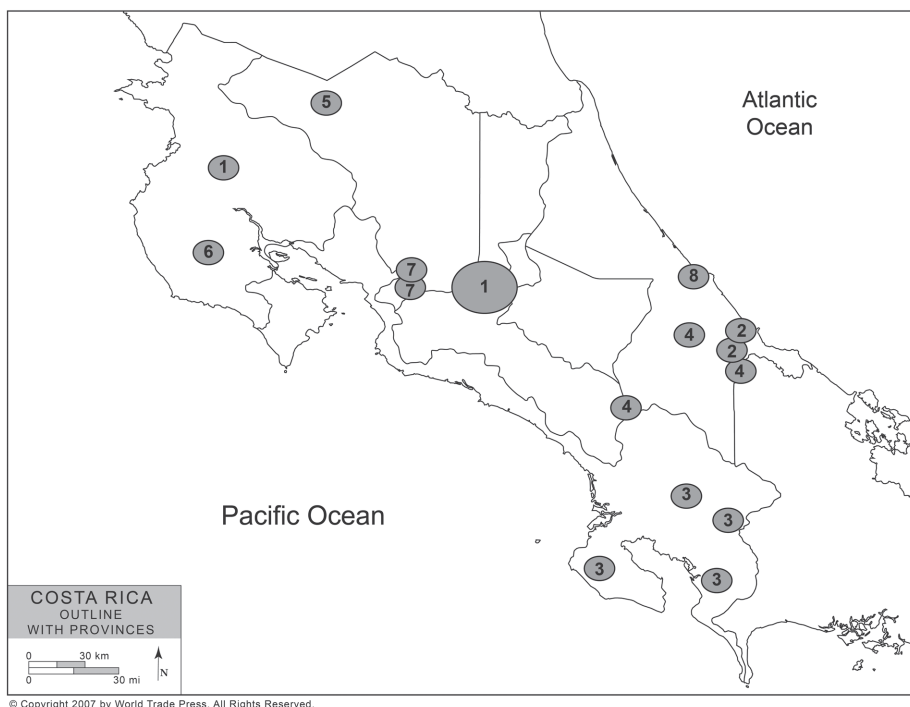 Atlantic
Ocean
5
1
6
7
7
1
8
4
2
2
4
4
3
3
3
3
Pacific Ocean
COSTA RICA
OUTLINE
WITH PROVINCES
0 30 km
0 30 mi
N
© Copyright 2007 by World Trade Press. All Rights Reserved.